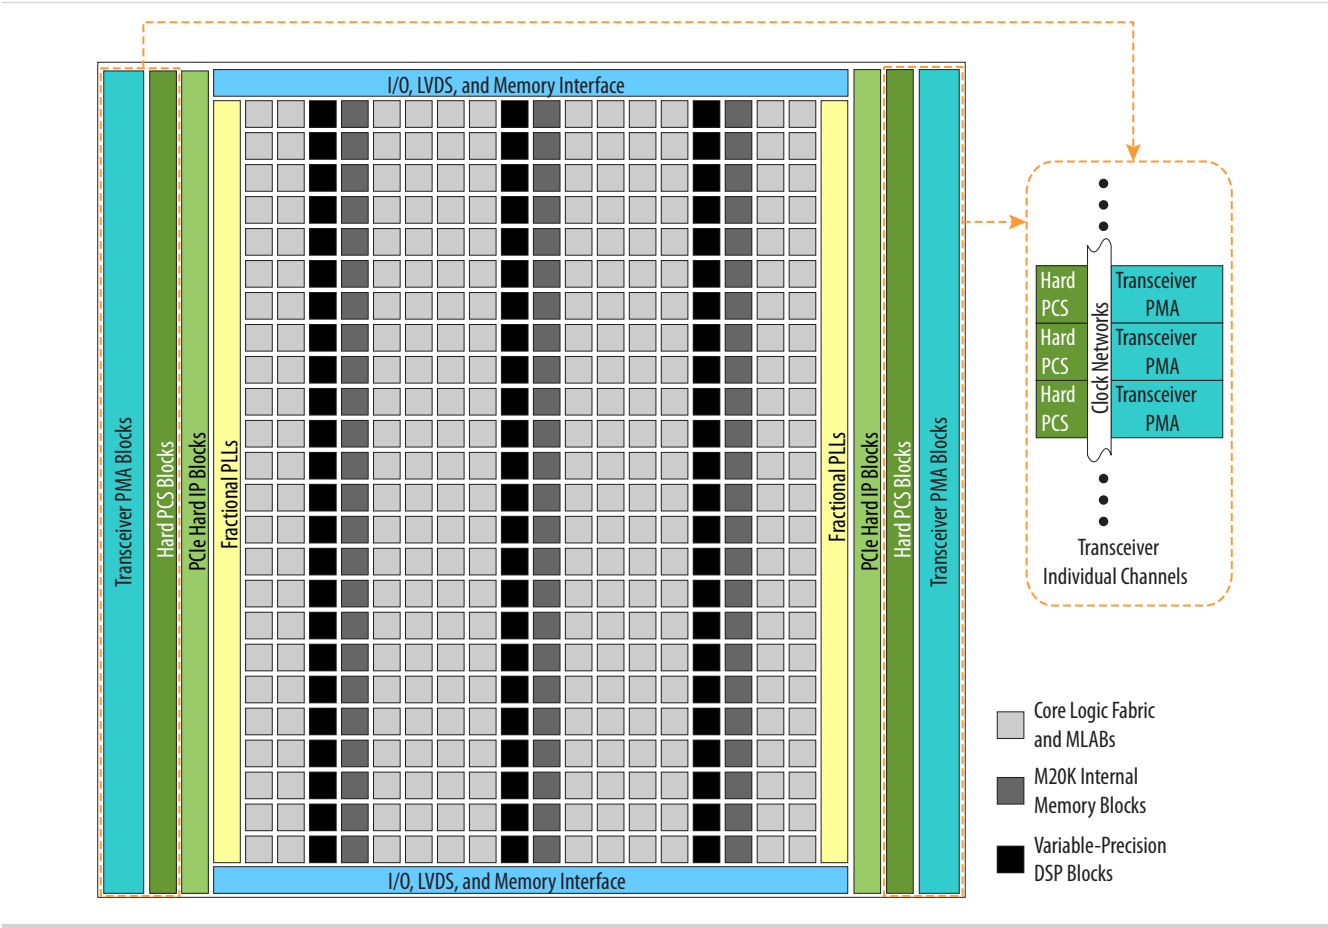 I/O, LVDS, and Memory Interface
Transceiver PMA Blocks
Hard PCS Blocks
PCIe Hard IP Blocks
Fractional PLLs
Fractional PLLs
PCIe Hard IP Blocks
Hard PCS Blocks
Transceiver PMA Blocks
I/O, LVDS, and Memory Interface
Hard
PCS
Hard
PCS
Hard
PCS
Clock Networks
Transceiver
PMA
Transceiver
PMA
Transceiver
PMA
Transceiver
Individual Channels
Core Logic Fabric
and MLABs
M20K Internal
Memory Blocks
Variable-Precision
DSP Blocks